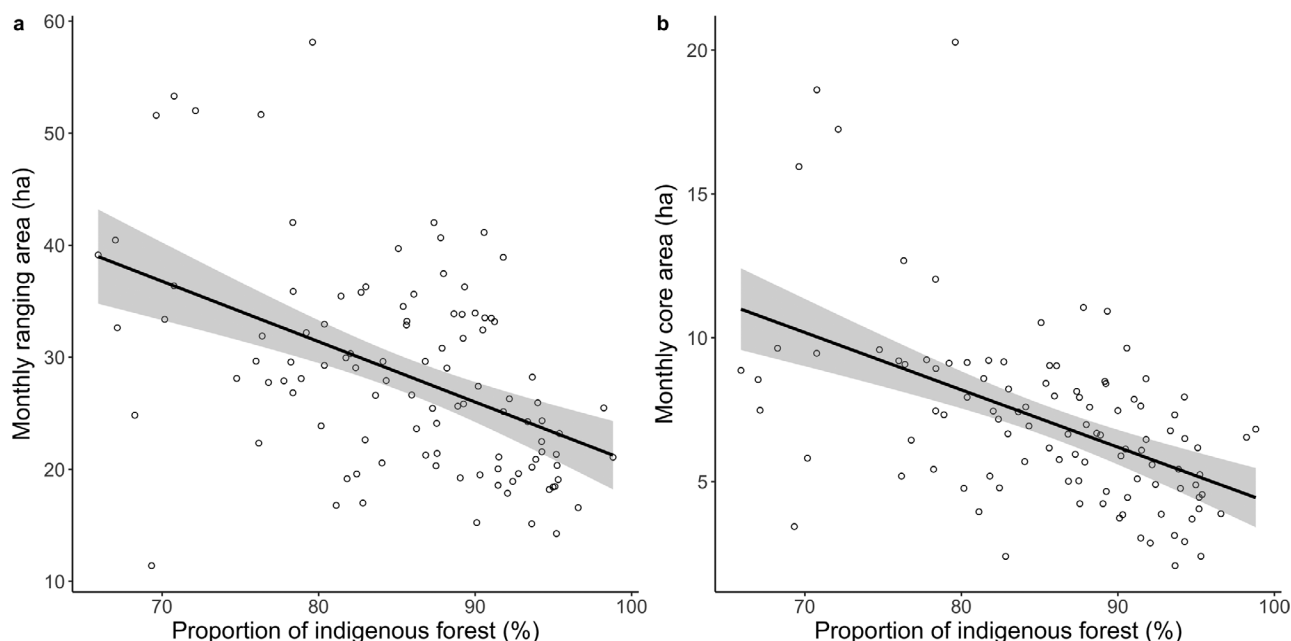 a
60
50
40
30
20
10
Monthly ranging area (ha)
70 80 90 100
Proportion of indigenous forest (%)
b
20
15
10
5
Monthly core area (ha)
70 80 90 100
Proportion of indigenous forest (%)